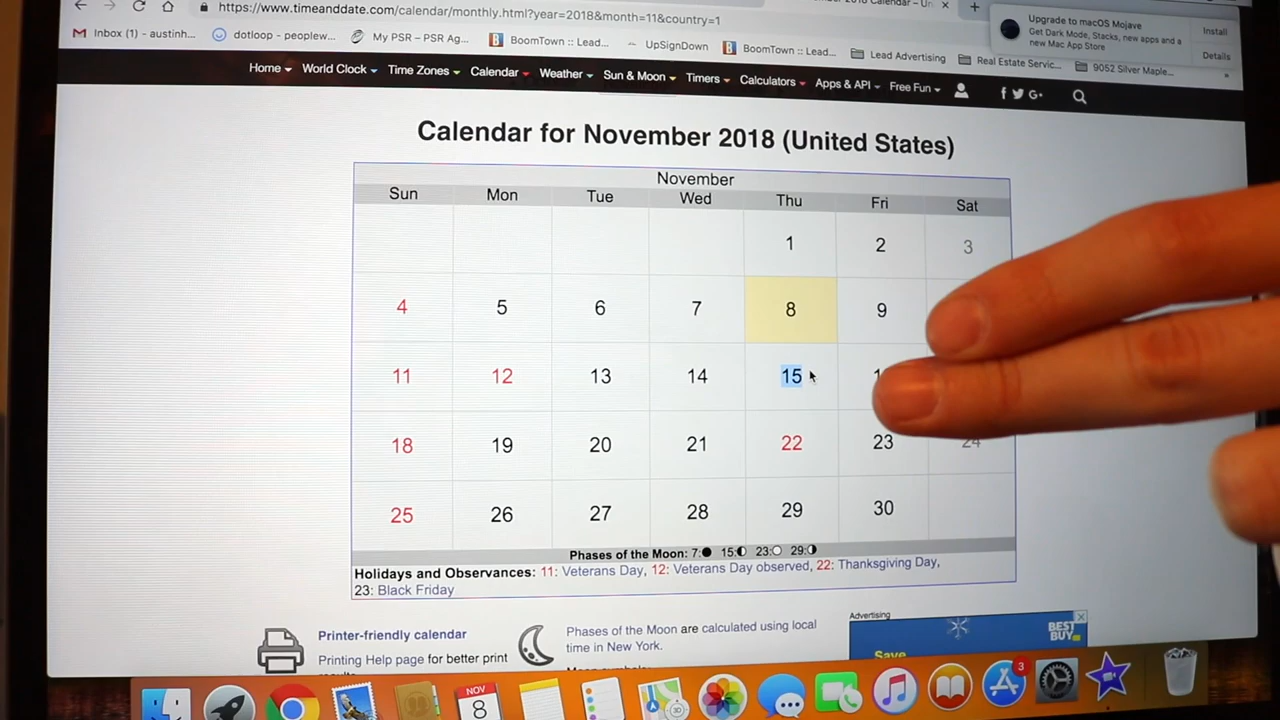 https://www.timeanddate.com/calendar/monthly.html?year=2018&month=11&country=1
Upgrade to macOS Mojave
Get Dark Mode, Stacks, new apps and a
new Mac App Store
Install
Details
Inbox (1) - austinh...
dotloop - peoplew...
My PSR – PSR Ag...
BoomTown :: Lead...
UpSignDown
BoomTown :: Lead...
Lead Advertising
Real Estate Servic...
9052 Silver Maple...
»
Home World Clock Time Zones Calendar Weather Sun & Moon Timers Calculators Apps & API Free Fun
Calendar for November 2018 (United States)
November
Sun Mon Tue Wed Thu Fri Sat
1 2 3
4 5 6 7 8 9
11 12 13 14 15
18 19 20 21 22 23 24
25 26 27 28 29 30
Phases of the Moon: 7: 15: 23: 29:
Holidays and Observances: 11: Veterans Day, 12: Veterans Day observed, 22: Thanksgiving Day,
23: Black Friday
Printer-friendly calendar
Printing Help page for better print
Phases of the Moon are calculated using local
time in New York.
Advertising
BEST
BUY
Save
NOV
8
3D
3